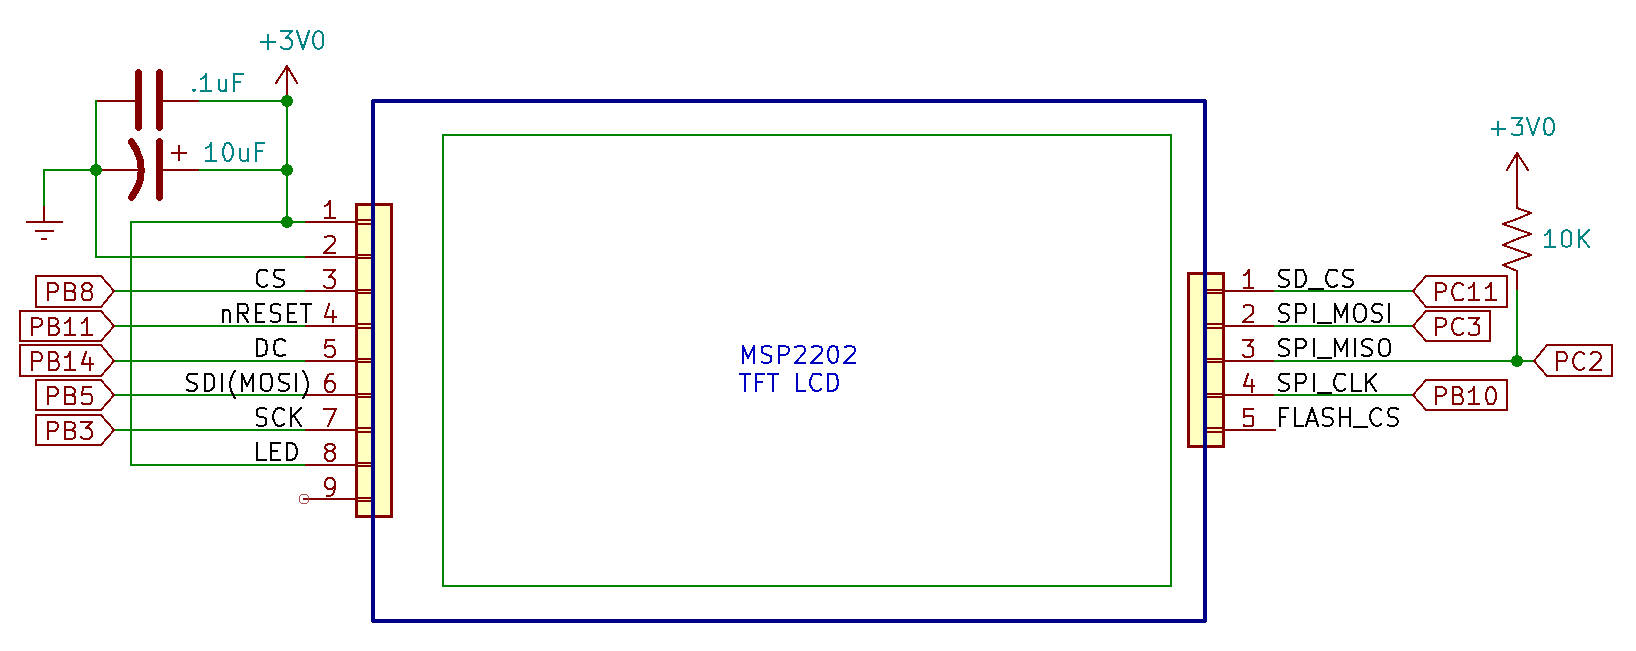 +3V0
.1uF
+ 10uF
1
2
PB8 CS 3
PB11 nRESET 4
PB14 DC 5
PB5 SDI(MOSI) 6
PB3 SCK 7
LED 8
9
MSP2202
TFT LCD
+3V0
10K
1 SD_CS PC11
2 SPI_MOSI PC3
3 SPI_MISO PC2
4 SPI_CLK PB10
5 FLASH_CS